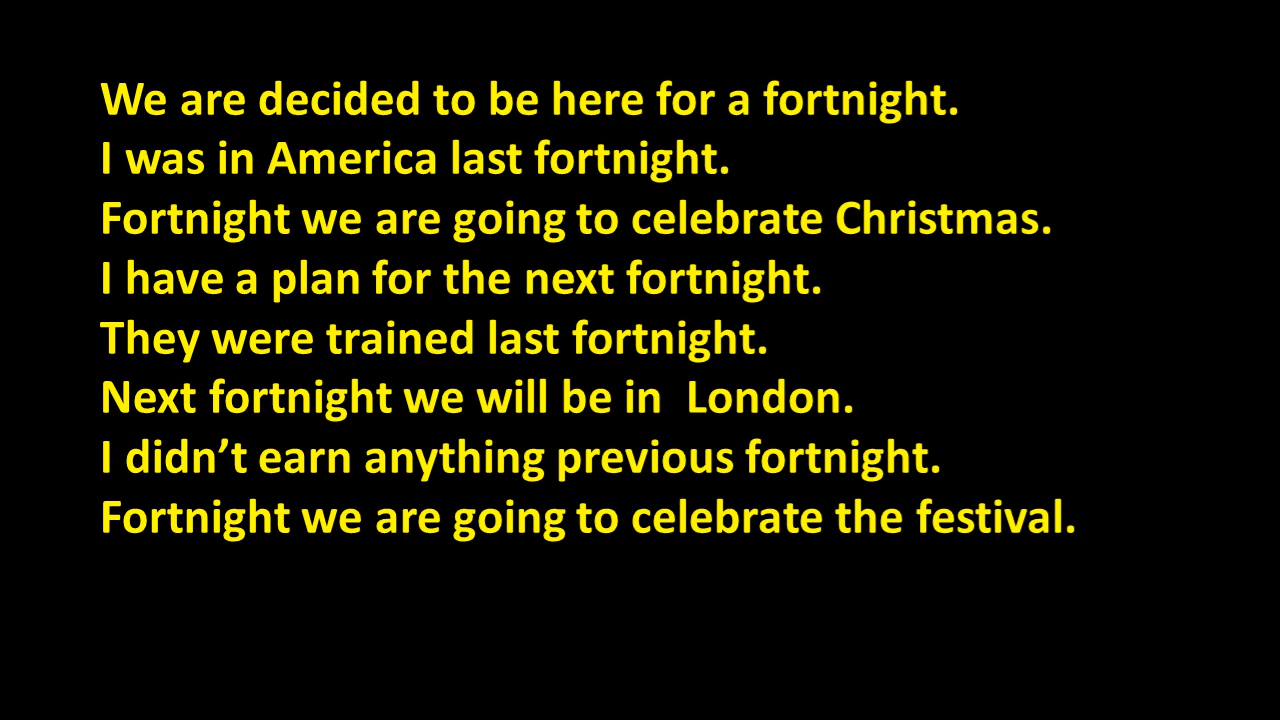 We are decided to be here for a fortnight.
I was in America last fortnight.
Fortnight we are going to celebrate Christmas.
I have a plan for the next fortnight.
They were trained last fortnight.
Next fortnight we will be in  London.
I didn’t earn anything previous fortnight.
Fortnight we are going to celebrate the festival.